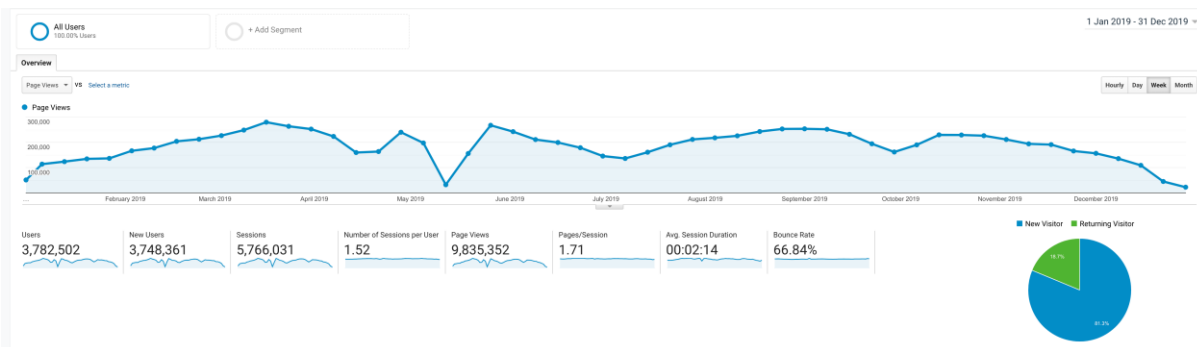 All Users
100.00% Users
+ Add Segment
1 Jan 2019 - 31 Dec 2019
Overview
Page Views VS Select a metric
Hourly Day Week Month
Page Views
300,000
200,000
100,000
... February 2019 March 2019 April 2019 May 2019 June 2019 July 2019 August 2019 September 2019 October 2019 November 2019 December 2019
New Visitor Returning Visitor
Users New Users Sessions Number of Sessions per User Page Views Pages/Session Avg. Session Duration Bounce Rate
3,782,502 3,748,361 5,766,031 1.52 9,835,352 1.71 00:02:14 66.84%
18.7%
81.3%